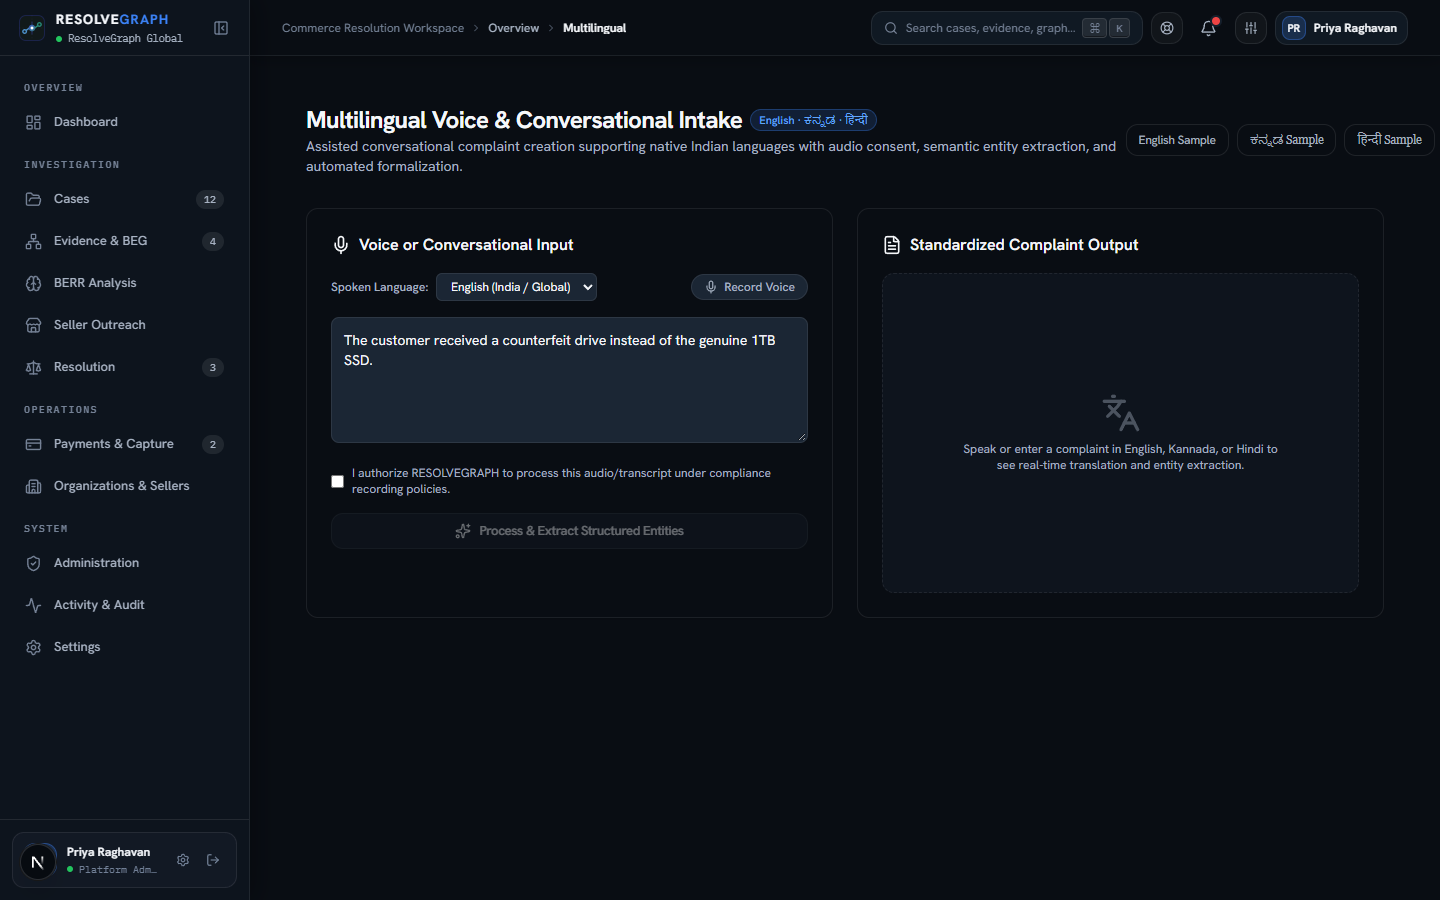 RESOLVEGRAPH
ResolveGraph Global
OVERVIEW
Dashboard
INVESTIGATION
Cases 12
Evidence & BEG 4
BERR Analysis
Seller Outreach
Resolution 3
OPERATIONS
Payments & Capture 2
Organizations & Sellers
SYSTEM
Administration
Activity & Audit
Settings
N
Priya Raghavan
Platform Adm…
Commerce Resolution Workspace > Overview > Multilingual
Search cases, evidence, graph... ⌘ K
PR Priya Raghavan
Multilingual Voice & Conversational Intake English · ಕನ್ನಡ · हिन्दी
Assisted conversational complaint creation supporting native Indian languages with audio consent, semantic entity extraction, and
automated formalization.
English Sample
ಕನ್ನಡ Sample
हिन्दी Sample
Voice or Conversational Input
Spoken Language: English (India / Global)
Record Voice
The customer received a counterfeit drive instead of the genuine 1TB
SSD.
I authorize RESOLVEGRAPH to process this audio/transcript under compliance
recording policies.
Process & Extract Structured Entities
Standardized Complaint Output
Speak or enter a complaint in English, Kannada, or Hindi to
see real-time translation and entity extraction.